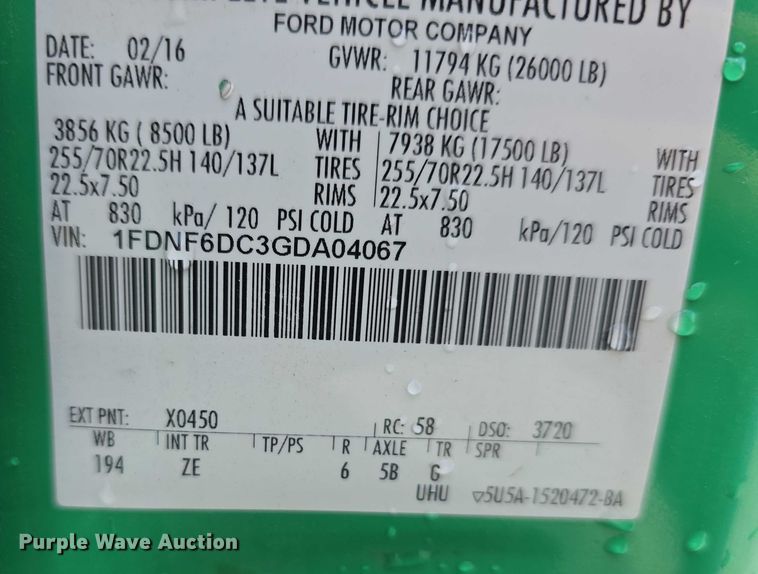 VEHICLE MANUFACTURED BY
FORD MOTOR COMPANY
DATE: 02/16 GVWR: 11794 KG (26000 LB)
FRONT GAWR: REAR GAWR:
A SUITABLE TIRE-RIM CHOICE
3856 KG ( 8500 LB) WITH 7938 KG (17500 LB) WITH
255/70R22.5H 140/137L TIRES 255/70R22.5H 140/137L TIRES
22.5x7.50 RIMS 22.5x7.50 RIMS
AT 830 kPa/ 120 PSI COLD AT 830 kPa/120 PSI COLD
VIN: 1FDNF6DC3GDA04067
EXT PNT: X0450 RC: 58 DSO: 3720
WB INT TR TP/PS R AXLE TR SPR
194 ZE 6 5B G
UHU ▽5U5A-1520472-BA
Purple Wave Auction